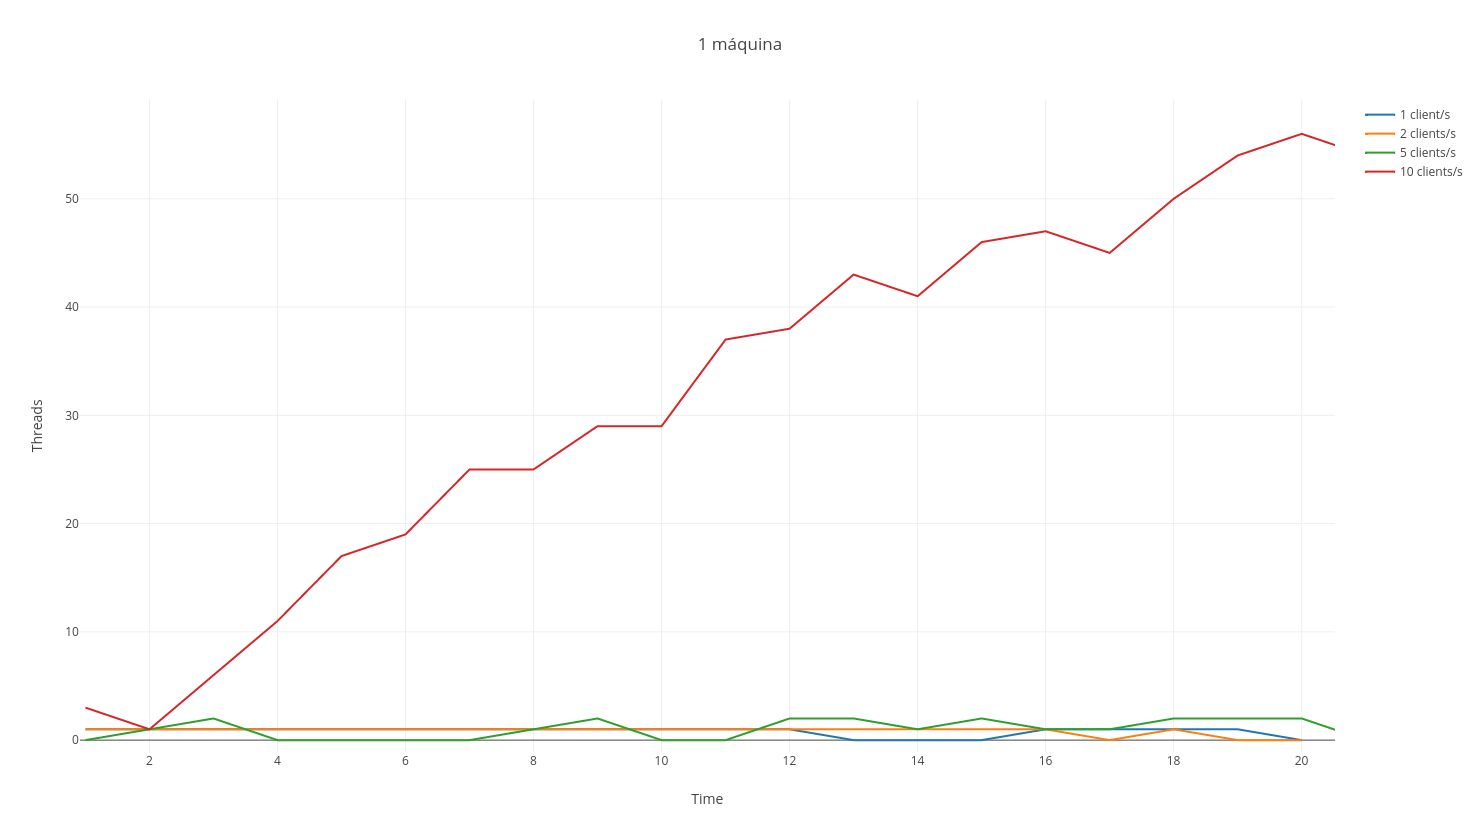 1 máquina
1 client/s
2 clients/s
5 clients/s
10 clients/s
Threads
50
40
30
20
10
0
2 4 6 8 10 12 14 16 18 20
Time